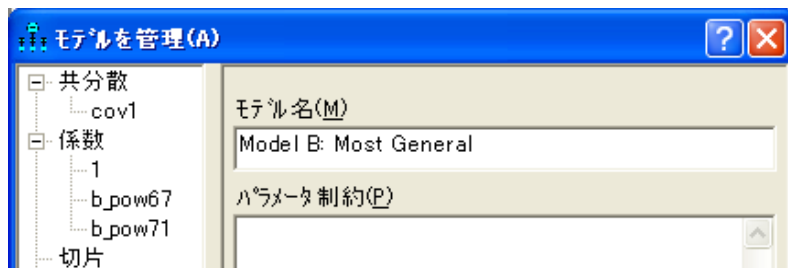 モデルを管理(A)
共分散
cov1
係数
1
b_pow67
b_pow71
切片
モデル名(M)
Model B: Most General
パラメータ制約(P)